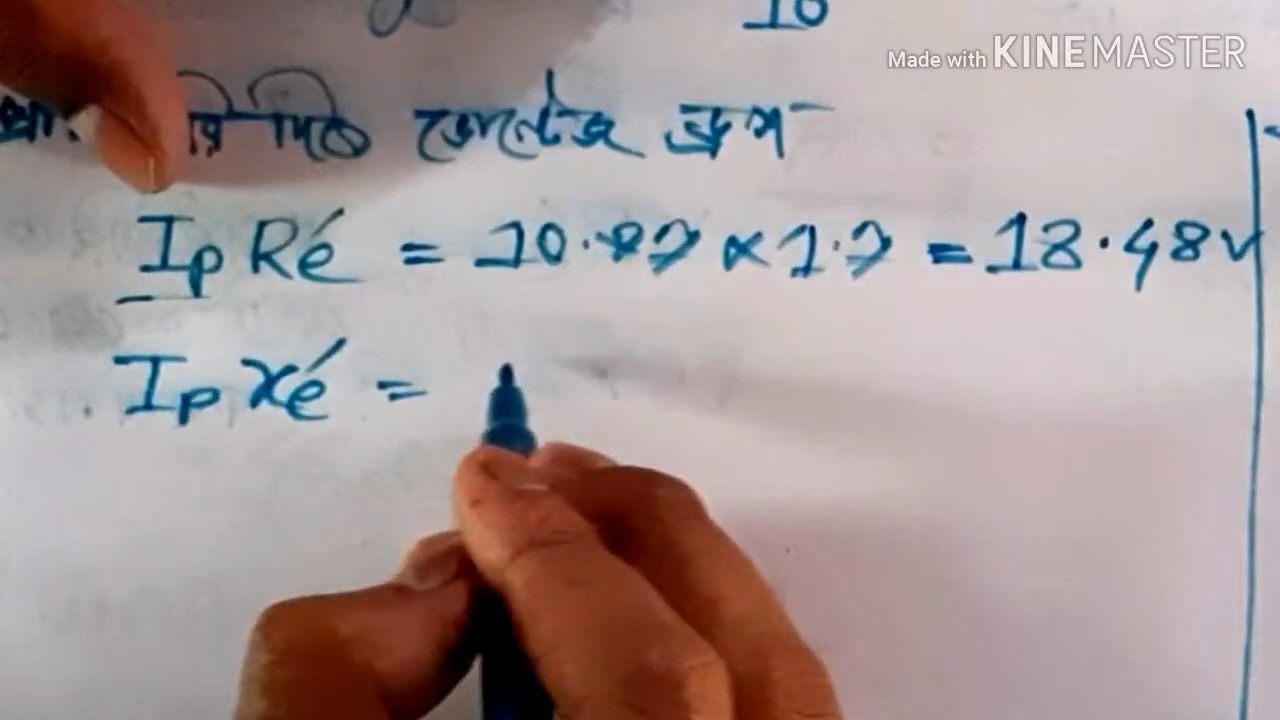 10
Made with KINEMASTER
ভোল্টেজ ড্রপ
IpRé = 10.87 × 1.7 = 18.48v
IpXé =